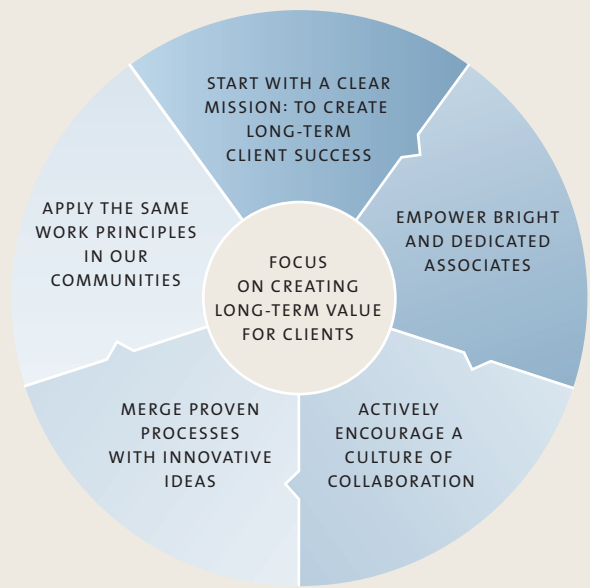 START WITH A CLEAR
MISSION: TO CREATE
LONG-TERM
CLIENT SUCCESS
EMPOWER BRIGHT
AND DEDICATED
ASSOCIATES
ACTIVELY
ENCOURAGE A
CULTURE OF
COLLABORATION
MERGE PROVEN
PROCESSES
WITH INNOVATIVE
IDEAS
APPLY THE SAME
WORK PRINCIPLES
IN OUR
COMMUNITIES
FOCUS
ON CREATING
LONG-TERM VALUE
FOR CLIENTS